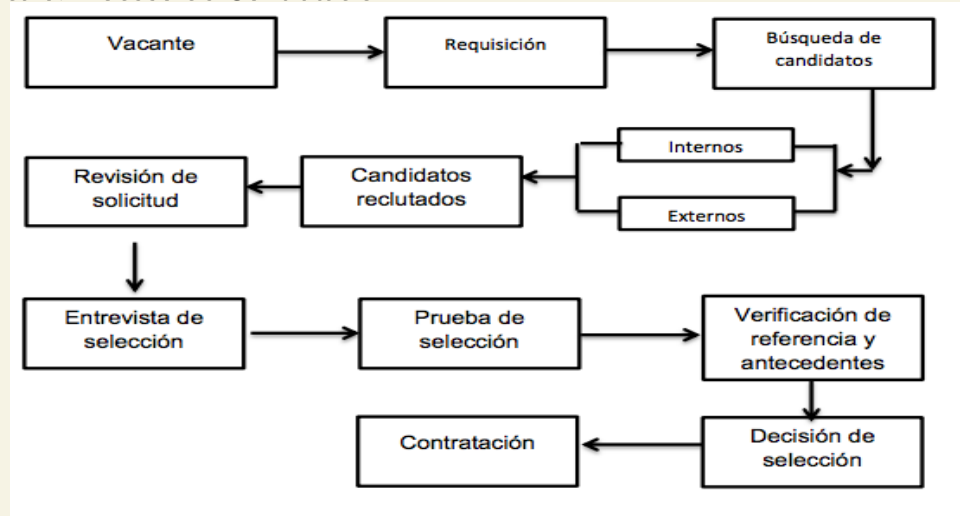 Vacante
Requisición
Búsqueda de
candidatos
Internos
Externos
Candidatos
reclutados
Revisión de
solicitud
Entrevista de
selección
Prueba de
selección
Verificación de
referencia y
antecedentes
Decisión de
selección
Contratación